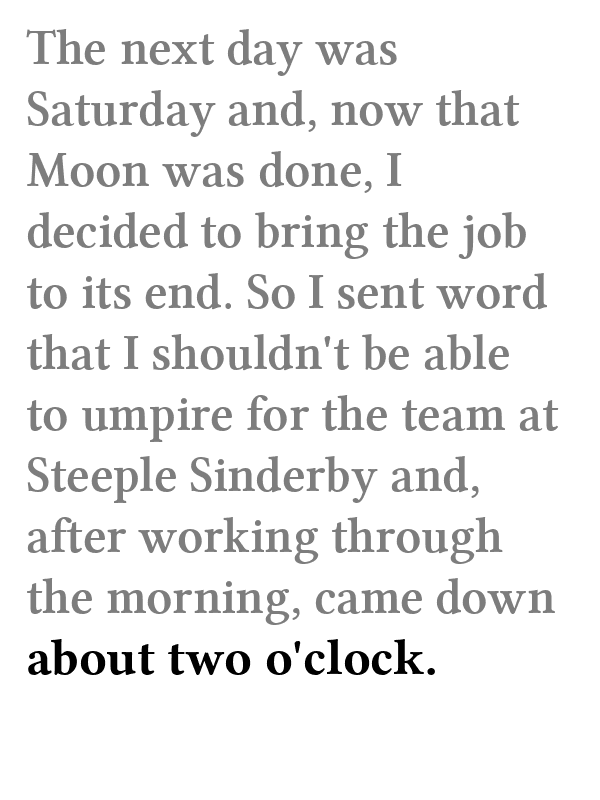 The next day was
Saturday and, now that
Moon was done, I
decided to bring the job
to its end. So I sent word
that I shouldn't be able
to umpire for the team at
Steeple Sinderby and,
after working through
the morning, came down
about two o'clock.